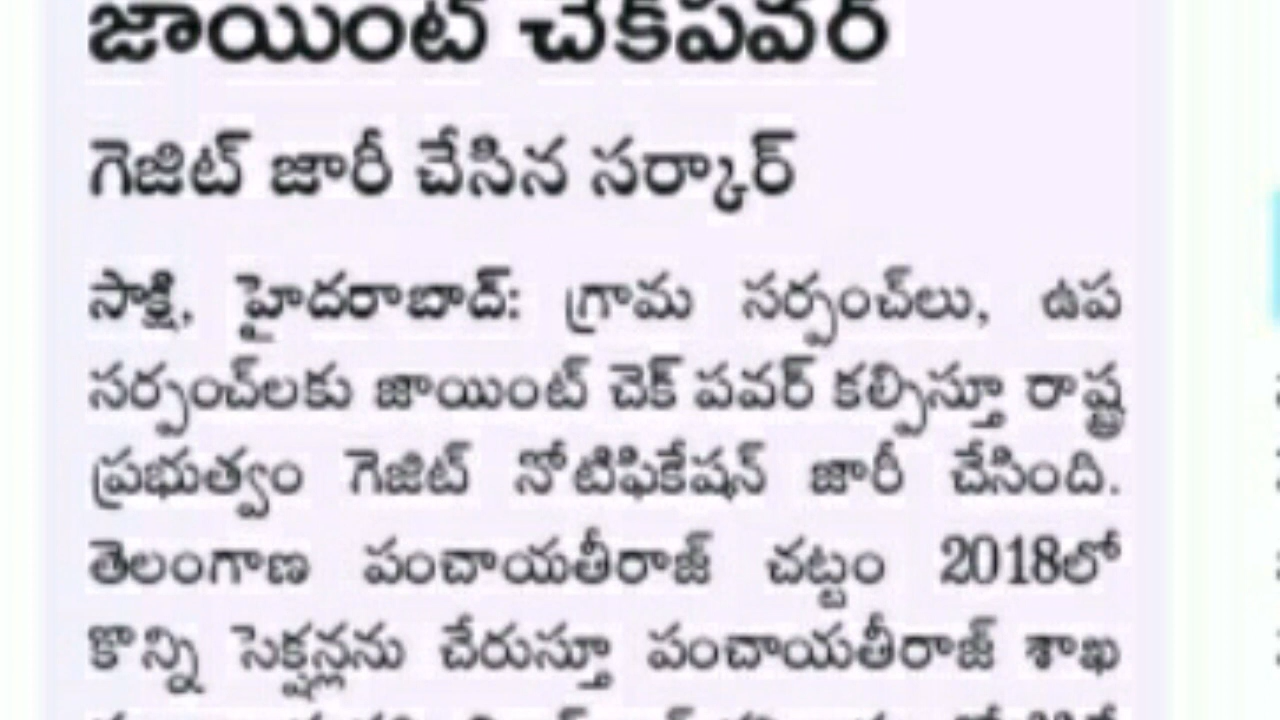 జాయింట్ చెక్‌పవర్
గెజిట్ జారీ చేసిన సర్కార్
సాక్షి, హైదరాబాద్: గ్రామ సర్పంచ్‌లు, ఉప
సర్పంచ్‌లకు జాయింట్ చెక్ పవర్ కల్పిస్తూ రాష్ట్ర
ప్రభుత్వం గెజిట్ నోటిఫికేషన్ జారీ చేసింది.
తెలంగాణ పంచాయతీరాజ్ చట్టం 2018లో
కొన్ని సెక్షన్లను చేరుస్తూ పంచాయతీరాజ్ శాఖ